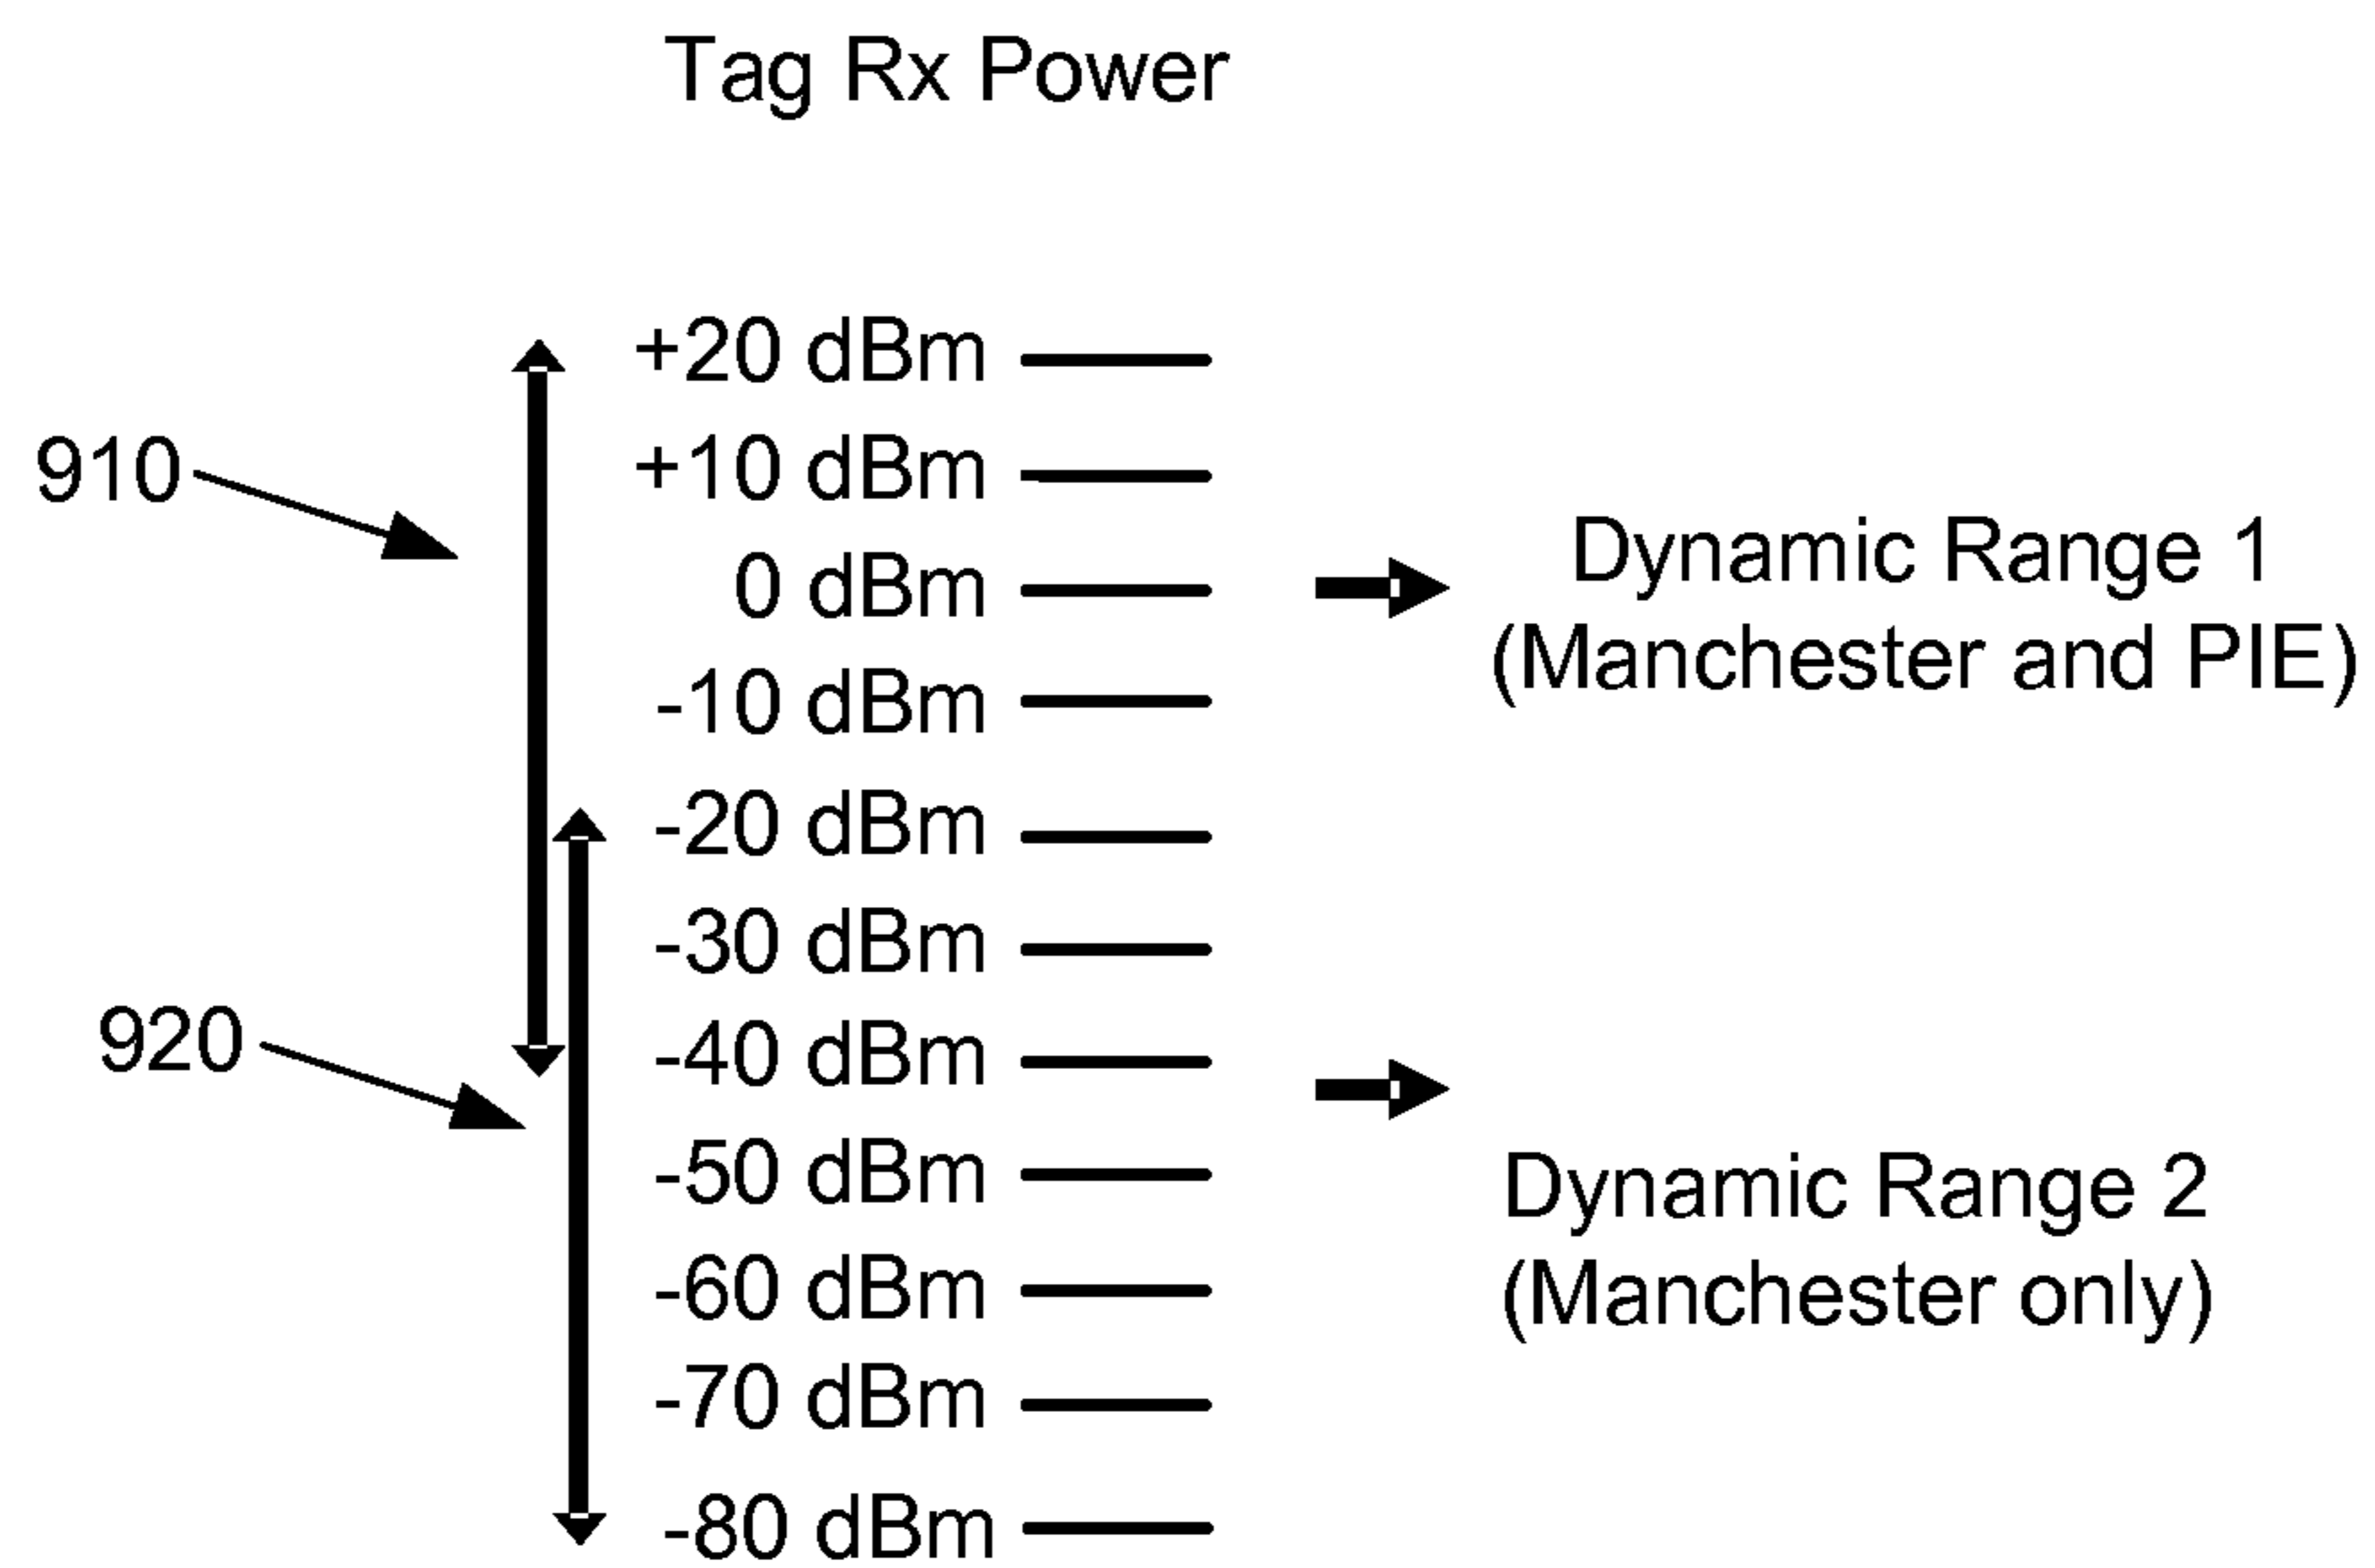 Tag Rx Power
+20 dBm
910
+10 dBm
0 dBm
Dynamic Range 1
(Manchester and PIE)
-10 dBm
-20 dBm
-30 dBm
920
-40 dBm
-50 dBm
Dynamic Range 2
(Manchester only)
-60 dBm
-70 dBm
-80 dBm